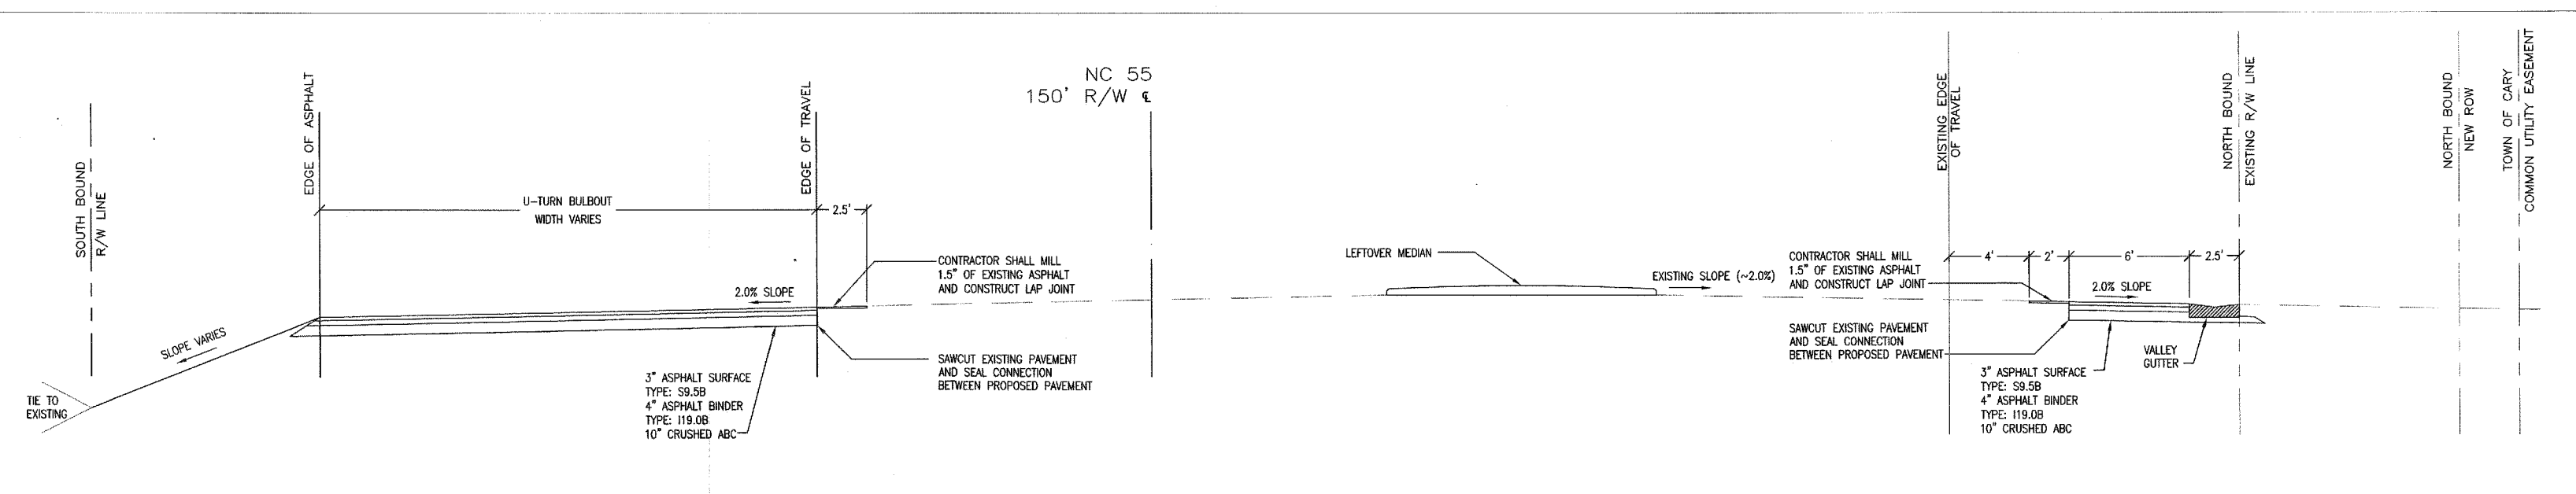 SOUTH BOUND
R/W LINE
EDGE OF ASPHALT
EDGE OF TRAVEL
NC 55
150' R/W ℄
EXISTING EDGE
OF TRAVEL
NORTH BOUND
EXISTING R/W LINE
NORTH BOUND
NEW ROW
TOWN OF CARY
COMMON UTILITY EASEMENT
U-TURN BULBOUT
WIDTH VARIES
2.5'
CONTRACTOR SHALL MILL
1.5" OF EXISTING ASPHALT
AND CONSTRUCT LAP JOINT
2.0% SLOPE
SLOPE VARIES
TIE TO
EXISTING
SAWCUT EXISTING PAVEMENT
AND SEAL CONNECTION
BETWEEN PROPOSED PAVEMENT
3" ASPHALT SURFACE
TYPE: S9.5B
4" ASPHALT BINDER
TYPE: I19.0B
10" CRUSHED ABC
LEFTOVER MEDIAN
EXISTING SLOPE (~2.0%)
CONTRACTOR SHALL MILL
1.5" OF EXISTING ASPHALT
AND CONSTRUCT LAP JOINT
4'
2'
6'
2.5'
2.0% SLOPE
SAWCUT EXISTING PAVEMENT
AND SEAL CONNECTION
BETWEEN PROPOSED PAVEMENT
VALLEY
GUTTER
3" ASPHALT SURFACE
TYPE: S9.5B
4" ASPHALT BINDER
TYPE: I19.0B
10" CRUSHED ABC